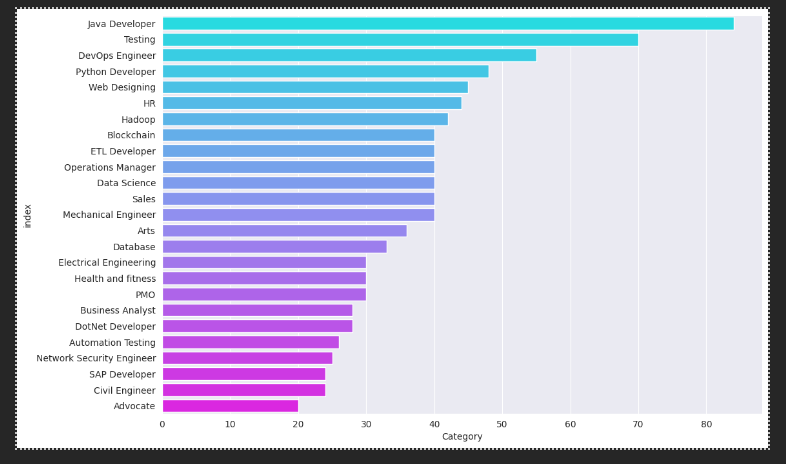 Java Developer
Testing
DevOps Engineer
Python Developer
Web Designing
HR
Hadoop
Blockchain
ETL Developer
Operations Manager
Data Science
Sales
Mechanical Engineer
Arts
Database
Electrical Engineering
Health and fitness
PMO
Business Analyst
DotNet Developer
Automation Testing
Network Security Engineer
SAP Developer
Civil Engineer
Advocate
index
0 10 20 30 40 50 60 70 80
Category